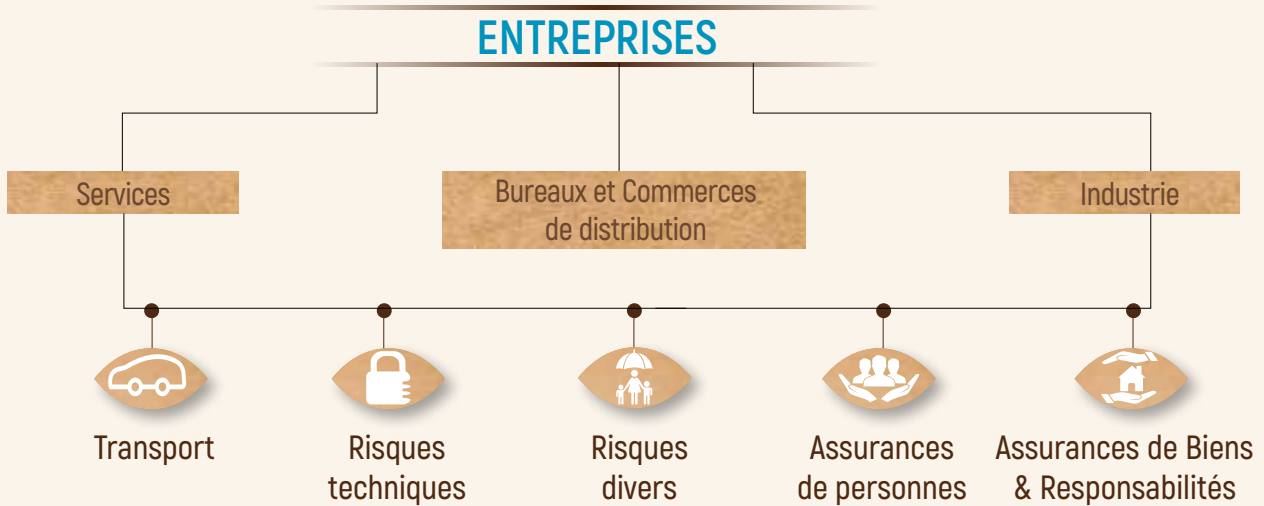 ENTREPRISES
Services
Bureaux et Commerces
de distribution
Industrie
Transport
Risques
techniques
Risques
divers
Assurances
de personnes
Assurances de Biens
& Responsabilités